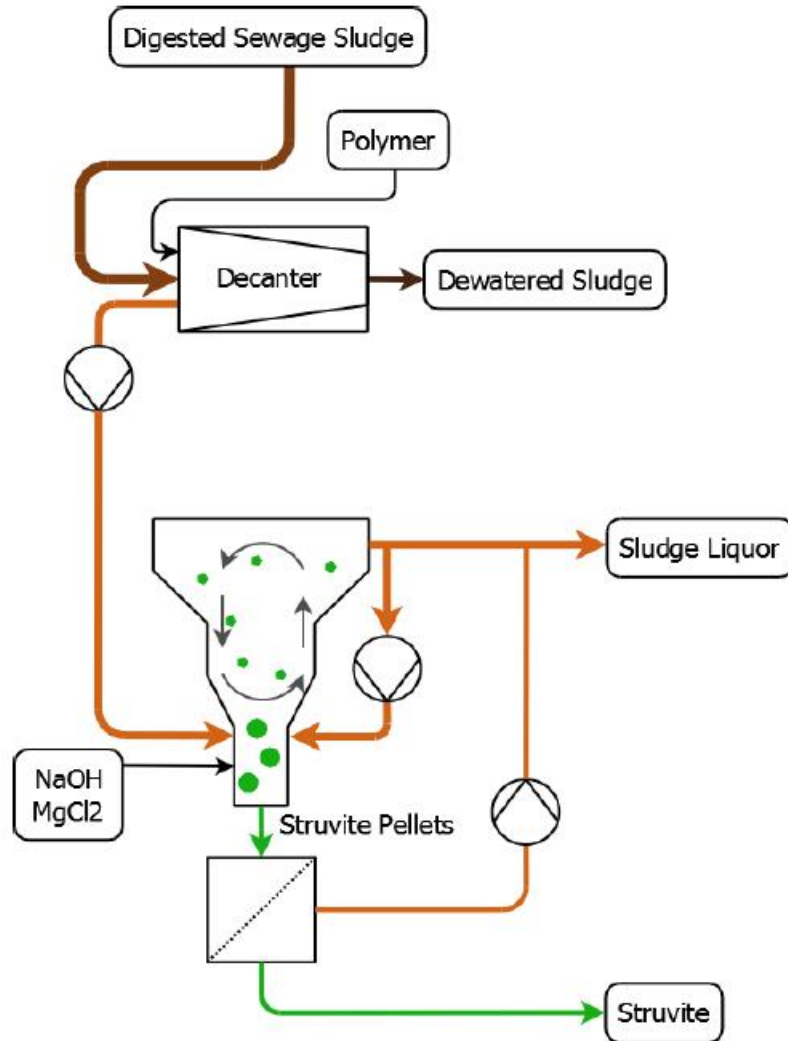 Digested Sewage Sludge
Polymer
Decanter
Dewatered Sludge
Sludge Liquor
NaOH
MgCl2
Struvite Pellets
Struvite